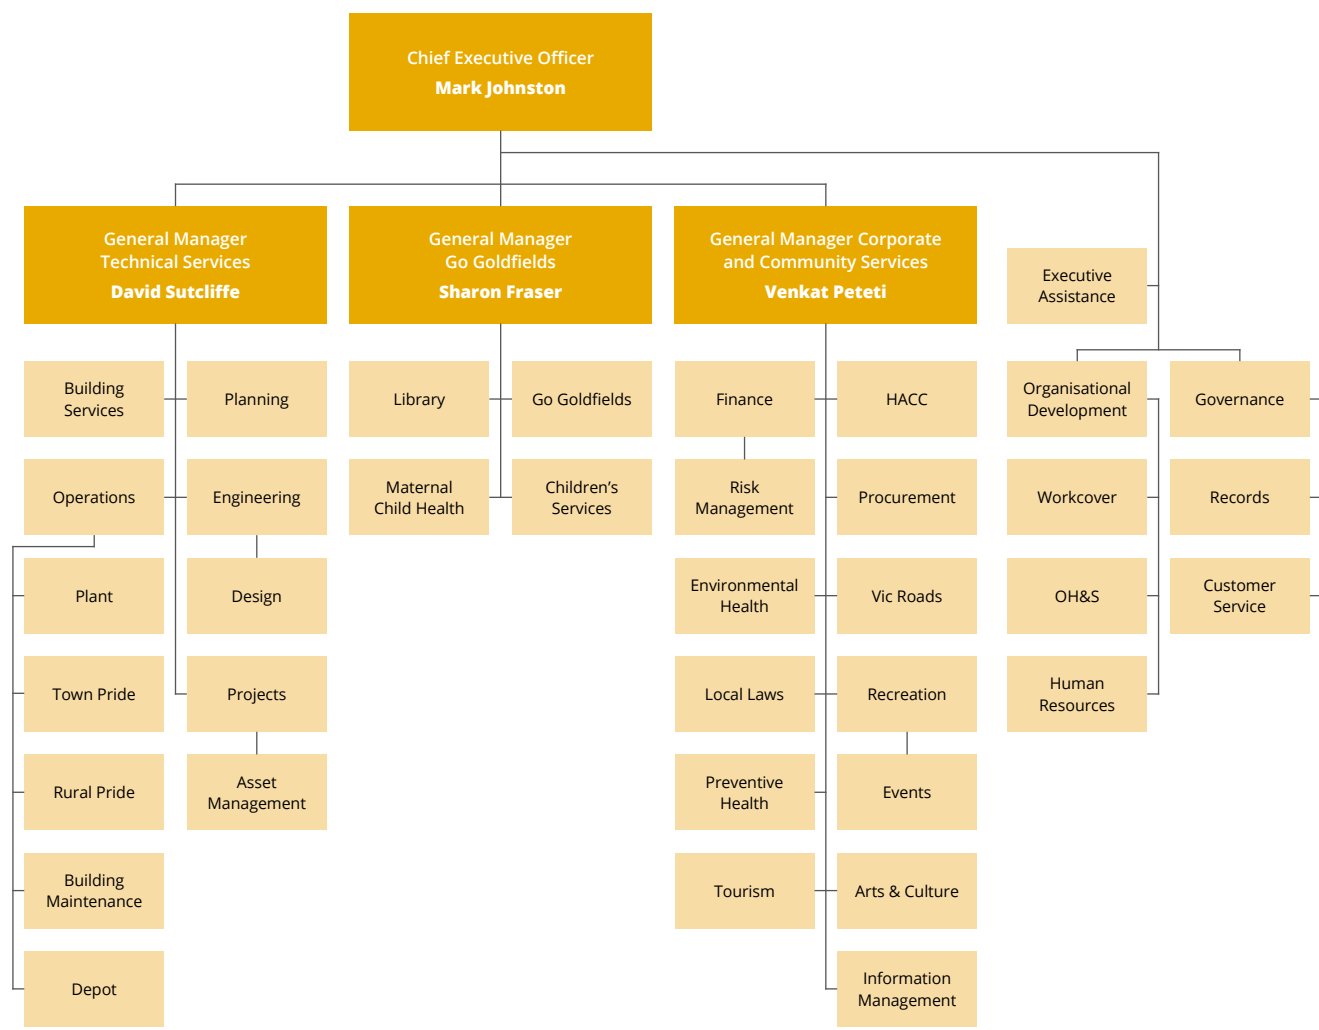 Chief Executive Officer
Mark Johnston
General Manager
Technical Services
David Sutcliffe
General Manager
Go Goldfields
Sharon Fraser
General Manager Corporate
and Community Services
Venkat Peteti
Executive
Assistance
Building
Services
Planning
Library
Go Goldfields
Finance
HACC
Organisational
Development
Governance
Operations
Engineering
Maternal
Child Health
Children’s
Services
Risk
Management
Procurement
Workcover
Records
Plant
Design
Environmental
Health
Vic Roads
OH&S
Customer
Service
Town Pride
Projects
Local Laws
Recreation
Human
Resources
Rural Pride
Asset
Management
Preventive
Health
Events
Building
Maintenance
Tourism
Arts & Culture
Depot
Information
Management